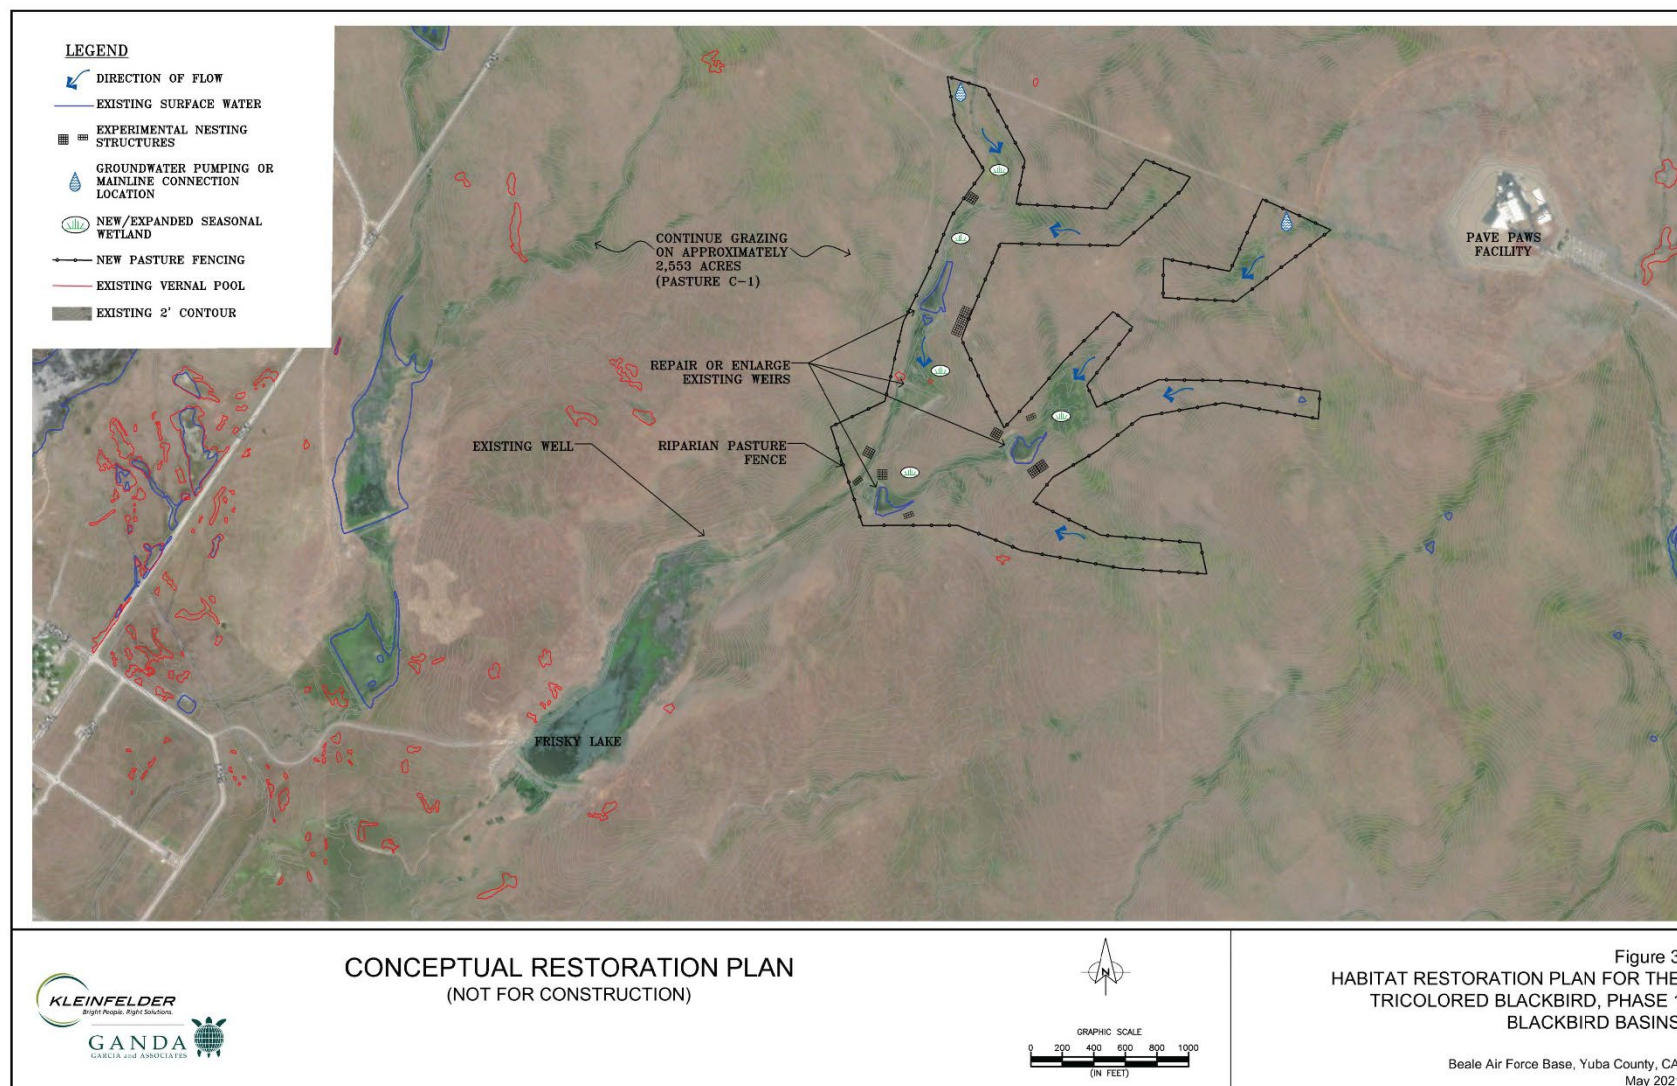 LEGEND
DIRECTION OF FLOW
EXISTING SURFACE WATER
EXPERIMENTAL NESTING
STRUCTURES
GROUNDWATER PUMPING OR
MAINLINE CONNECTION
LOCATION
NEW/EXPANDED SEASONAL
WETLAND
NEW PASTURE FENCING
EXISTING VERNAL POOL
EXISTING 2' CONTOUR
CONTINUE GRAZING
ON APPROXIMATELY
2,553 ACRES
(PASTURE C-1)
PAVE PAWS
FACILITY
REPAIR OR ENLARGE
EXISTING WEIRS
EXISTING WELL
RIPARIAN PASTURE
FENCE
FRISKY LAKE
KLEINFELDER
Bright People. Right Solutions.
GANDA
GARCIA and ASSOCIATES
CONCEPTUAL RESTORATION PLAN
(NOT FOR CONSTRUCTION)
N
GRAPHIC SCALE
0 200 400 600 800 1000
(IN FEET)
Figure 3
HABITAT RESTORATION PLAN FOR THE
TRICOLORED BLACKBIRD, PHASE 1
BLACKBIRD BASINS
Beale Air Force Base, Yuba County, CA
May 202